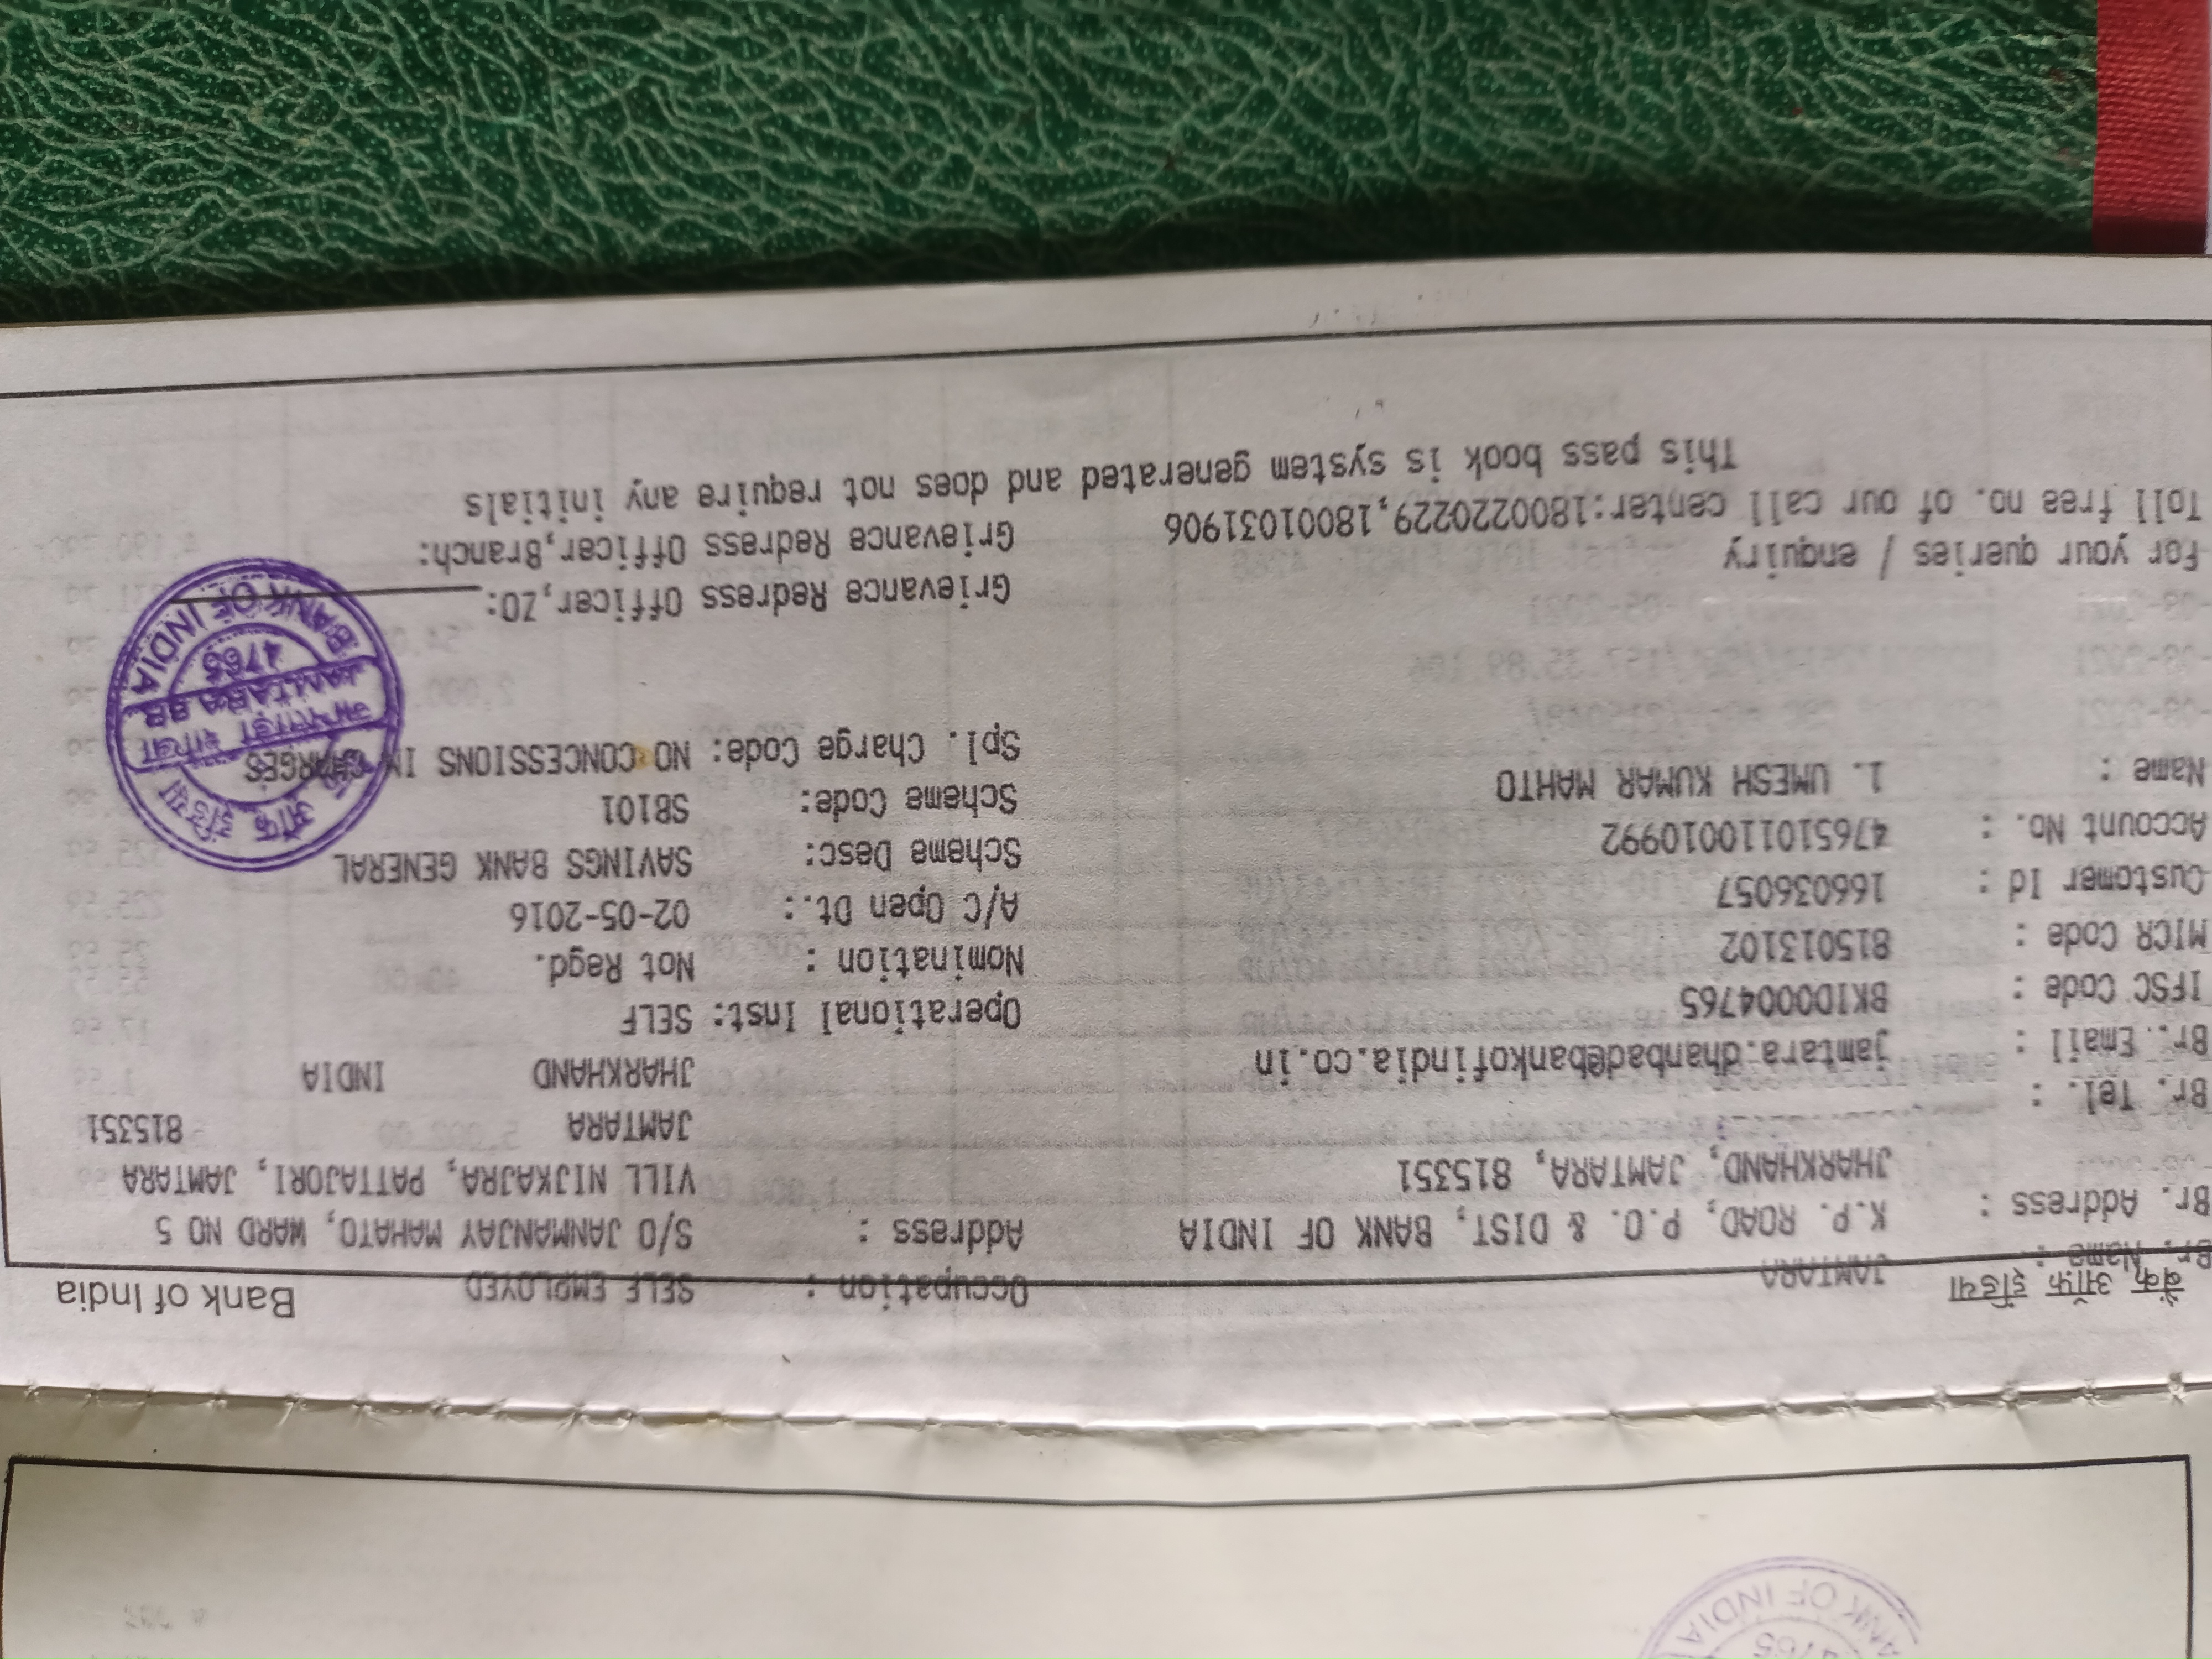 बैंक ऑफ़ इंडिया Bank of India
Br. Name : JAMTARA Occupation : SELF EMPLOYED
Br. Address : K.P. ROAD, P.O. & DIST, BANK OF INDIA Address : S/O JANMANJAY MAHATO, WARD NO 5
JHARKHAND, JAMTARA, 815351 VILL NIJKAJRA, PATTAJORI, JAMTARA
JAMTARA 815351
Br. Tel. : JHARKHAND INDIA
Br. Email : jamtara.dhanbad@bankofindia.co.in Operational Inst: SELF
IFSC Code : BKID0004765 Nomination : Not Regd.
MICR Code : 815013102 A/C Open Dt.: 02-05-2016
Customer Id : 166036057 Scheme Desc: SAVINGS BANK GENERAL
Account No. : 476510110010992 Scheme Code: SB101
Name : 1. UMESH KUMAR MAHTO Spl. Charge Code: NO CONCESSIONS IN CHARGES
ऑफ इंडिया
जामताड़ा शाखा
JAMTARA BR.
4765
BANK OF INDIA
Grievance Redress Officer,ZO:
For your queries / enquiry Grievance Redress Officer,Branch:
Toll free no. of our call center:1800220229,18001031906
This pass book is system generated and does not require any initials
BANK OF INDIA
4765